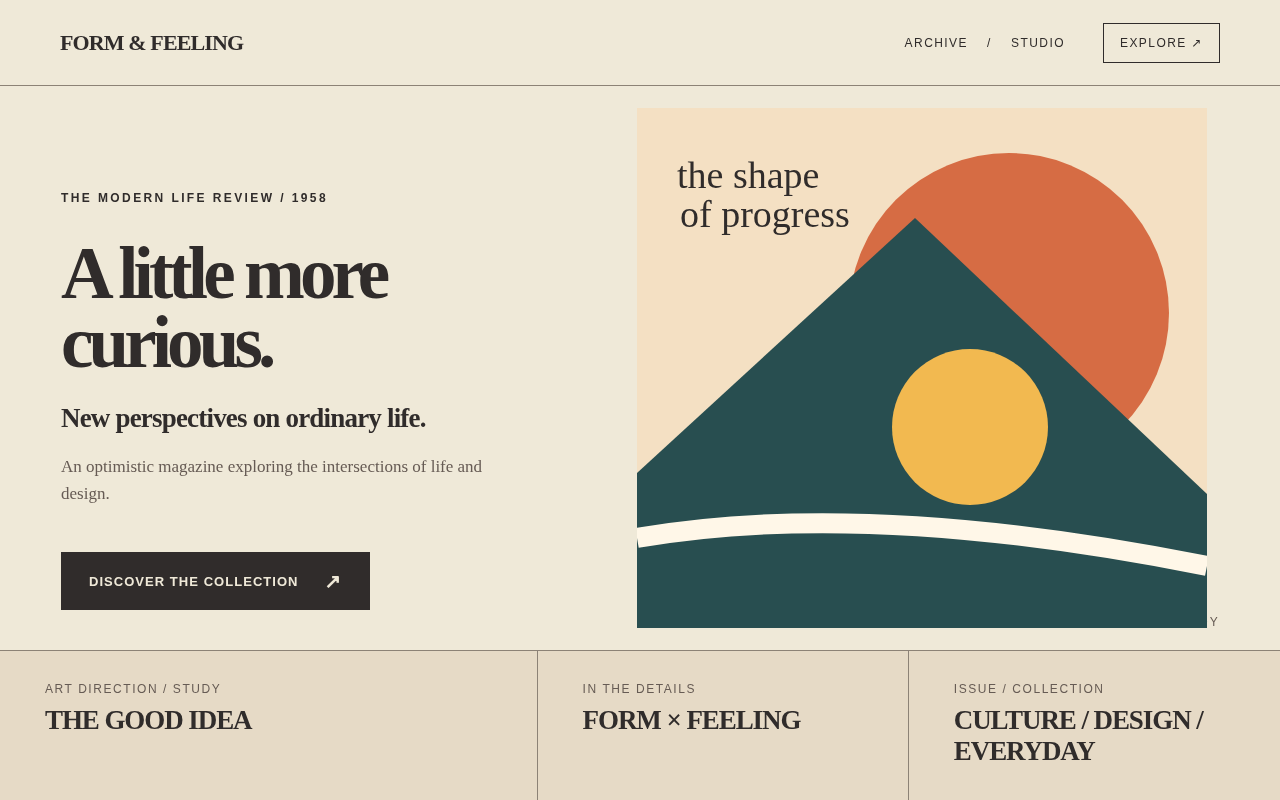 FORM & FEELING
ARCHIVE / STUDIO
EXPLORE ↗
THE MODERN LIFE REVIEW / 1958
A little more
curious.
New perspectives on ordinary life.
An optimistic magazine exploring the intersections of life and
design.
DISCOVER THE COLLECTION ↗
the shape
of progress
Y
ART DIRECTION / STUDY
THE GOOD IDEA
IN THE DETAILS
FORM × FEELING
ISSUE / COLLECTION
CULTURE / DESIGN /
EVERYDAY